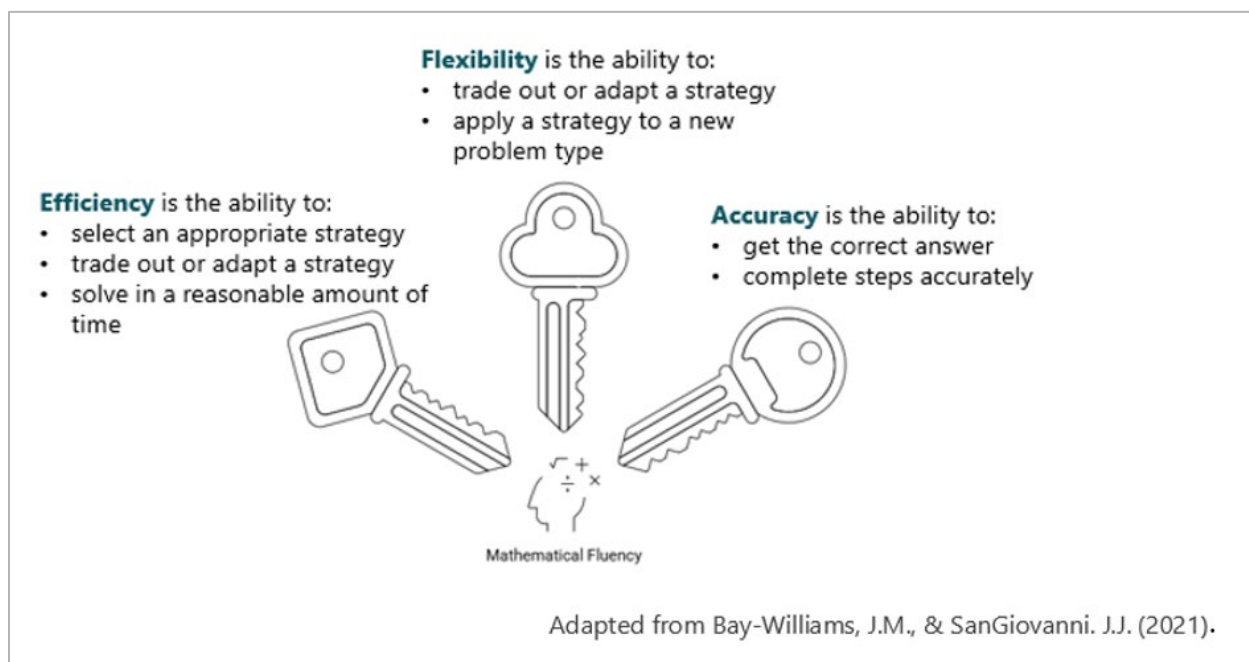 Flexibility is the ability to:
• trade out or adapt a strategy
• apply a strategy to a new
problem type
Efficiency is the ability to:
• select an appropriate strategy
• trade out or adapt a strategy
• solve in a reasonable amount of
time
Accuracy is the ability to:
• get the correct answer
• complete steps accurately
√ +
÷ ×
Mathematical Fluency
Adapted from Bay-Williams, J.M., & SanGiovanni. J.J. (2021).